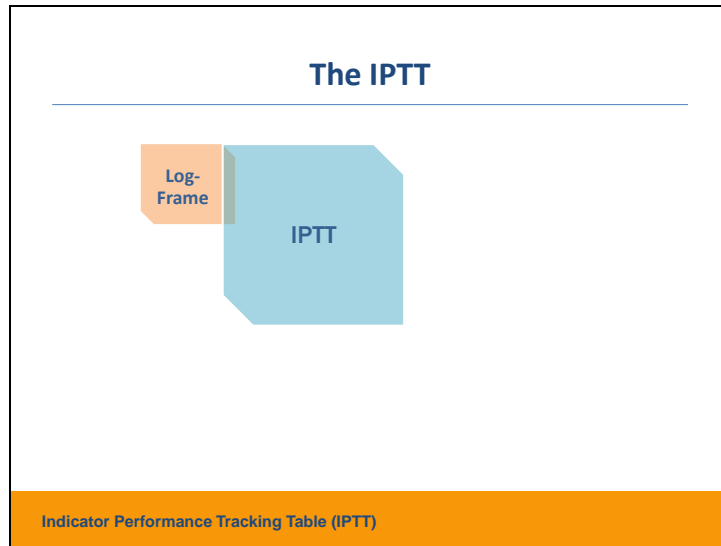 The IPTT
Log-
Frame
IPTT
Indicator Performance Tracking Table (IPTT)